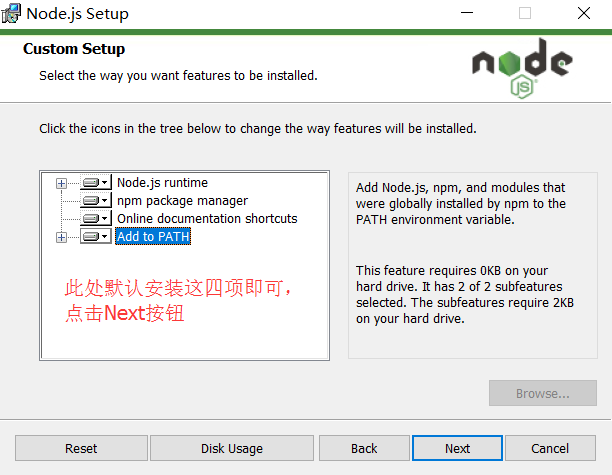 Node.js Setup
Custom Setup
Select the way you want features to be installed.
node
JS
Click the icons in the tree below to change the way features will be installed.
Node.js runtime
npm package manager
Online documentation shortcuts
Add to PATH
此处默认安装这四项即可，
点击Next按钮
Add Node.js, npm, and modules that
were globally installed by npm to the
PATH environment variable.
This feature requires 0KB on your
hard drive. It has 2 of 2 subfeatures
selected. The subfeatures require 2KB
on your hard drive.
Browse...
Reset
Disk Usage
Back
Next
Cancel